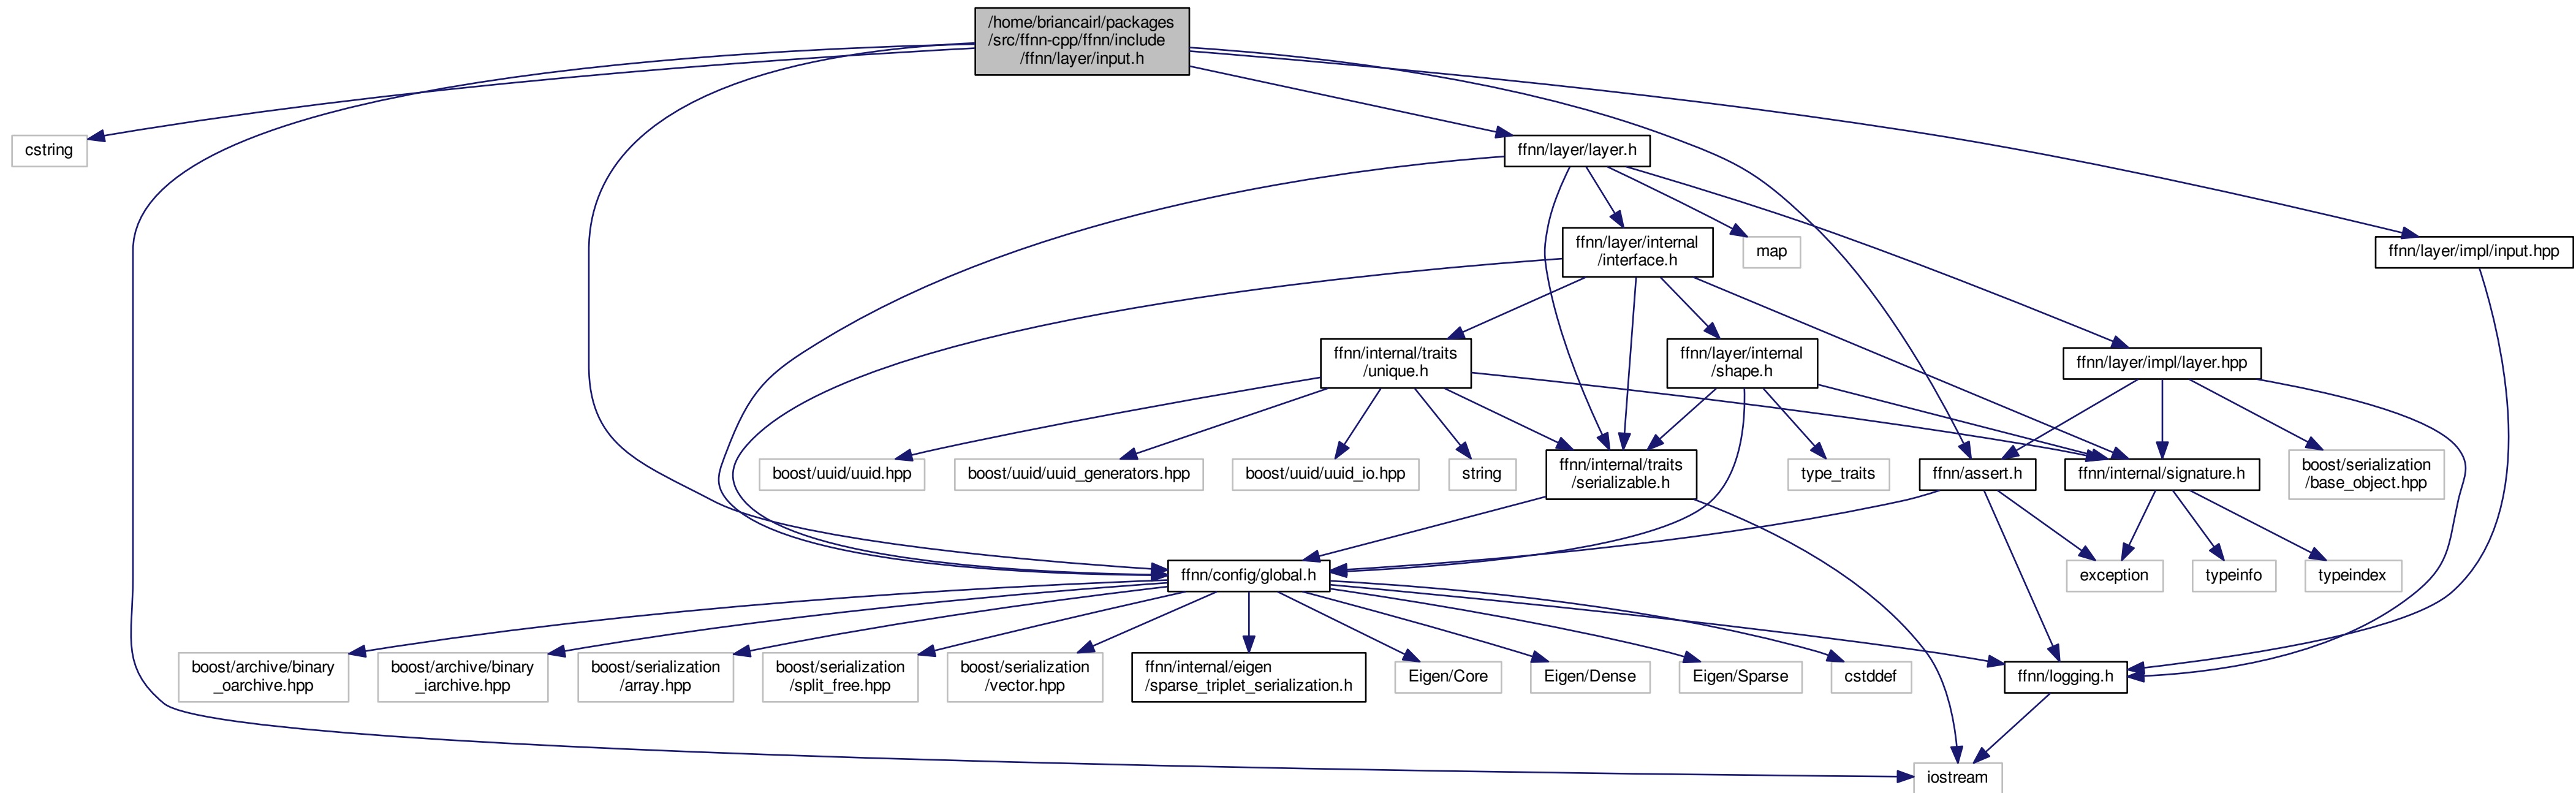 /home/briancairl/packages
/src/ffnn-cpp/ffnn/include
/ffnn/layer/input.h
cstring
ffnn/layer/layer.h
ffnn/layer/internal
/interface.h
map
ffnn/layer/impl/input.hpp
ffnn/internal/traits
/unique.h
ffnn/layer/internal
/shape.h
ffnn/layer/impl/layer.hpp
boost/uuid/uuid.hpp
boost/uuid/uuid_generators.hpp
boost/uuid/uuid_io.hpp
string
ffnn/internal/traits
/serializable.h
type_traits
ffnn/assert.h
ffnn/internal/signature.h
boost/serialization
/base_object.hpp
ffnn/config/global.h
exception
typeinfo
typeindex
boost/archive/binary
_oarchive.hpp
boost/archive/binary
_iarchive.hpp
boost/serialization
/array.hpp
boost/serialization
/split_free.hpp
boost/serialization
/vector.hpp
ffnn/internal/eigen
/sparse_triplet_serialization.h
Eigen/Core
Eigen/Dense
Eigen/Sparse
cstddef
ffnn/logging.h
iostream